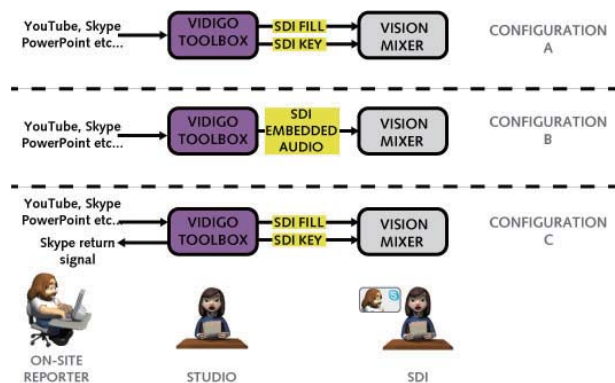 YouTube, Skype
PowerPoint etc...
VIDIGO
TOOLBOX
SDI FILL
SDI KEY
VISION
MIXER
CONFIGURATION
A
YouTube, Skype
PowerPoint etc...
VIDIGO
TOOLBOX
SDI
EMBEDDED
AUDIO
VISION
MIXER
CONFIGURATION
B
YouTube, Skype
PowerPoint etc...
Skype return
signal
VIDIGO
TOOLBOX
SDI FILL
SDI KEY
VISION
MIXER
CONFIGURATION
C
ON-SITE
REPORTER
STUDIO
SDI